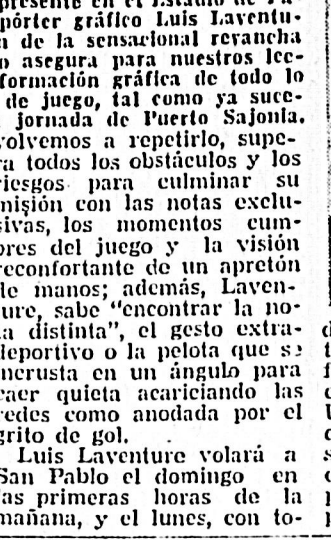 presente en el Estadio de Pa-
pórter gráfico Luis Laventu-
a de la sensacional revancha
o asegura para nuestros lec-
formación gráfica de todo lo
de juego, tal como ya suce-
jornada de Puerto Sajonia.
volvemos a repetirlo, supe-
ra todos los obstáculos y los
riesgos para culminar su
misión con las notas exclu-
sivas, los momentos cum-
bres del juego y la visión
reconfortante de un apretón
de manos; además, Laven-
ture, sabe "encontrar la no-
ta distinta", el gesto extra-
deportivo o la pelota que se
incrusta en un ángulo para
caer quieta acariciando las
redes como anodada por el
grito de gol.
Luis Laventure volará a
San Pablo el domingo en
las primeras horas de la
mañana, y el lunes, con to-